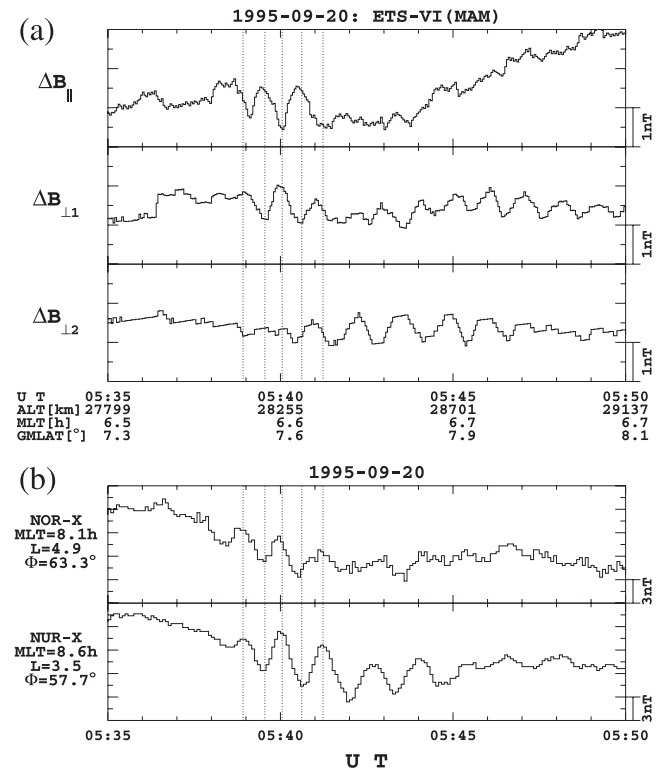 (a)
1995-09-20: ETS-VI(MAM)
ΔB∥
1nT
ΔB⊥1
1nT
ΔB⊥2
1nT
05:35 05:40 05:45 05:50
U T
ALT[km] 27799 28255 28701 29137
MLT[h] 6.5 6.6 6.7 6.7
GMLAT[°] 7.3 7.6 7.9 8.1
(b)
1995-09-20
NOR-X
MLT=8.1h
L=4.9
Φ=63.3°
3nT
NUR-X
MLT=8.6h
L=3.5
Φ=57.7°
3nT
05:35 05:40 05:45 05:50
U T